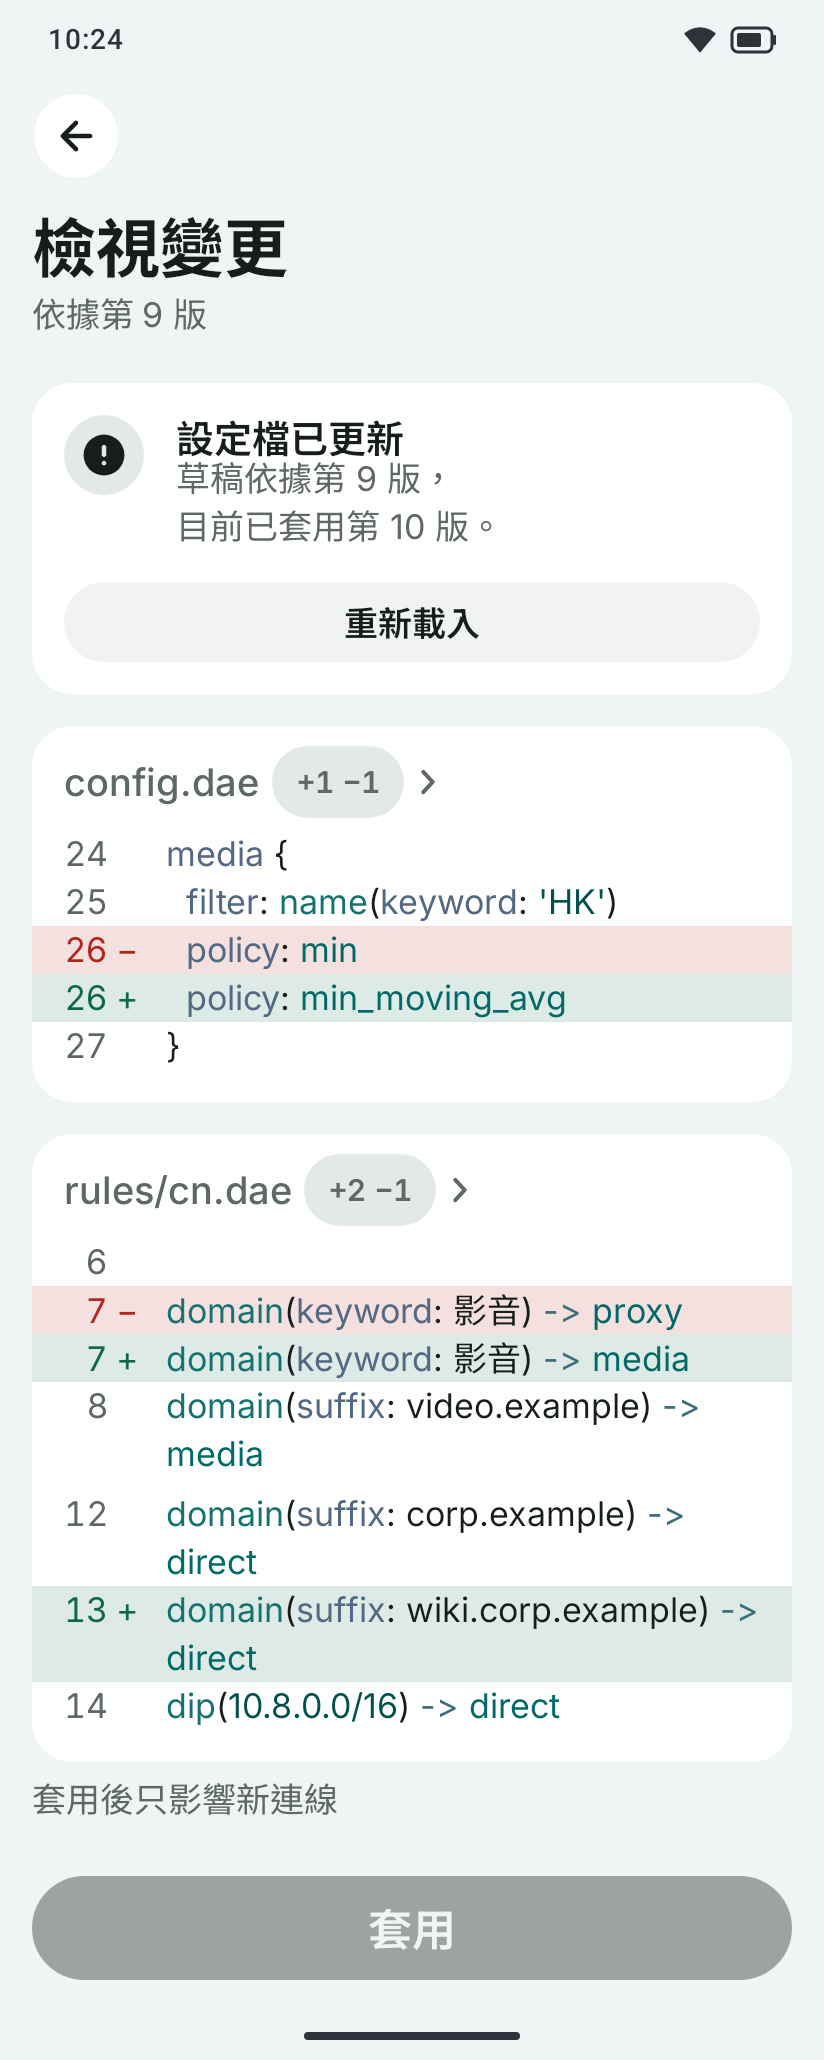 10:24
檢視變更
依據第 9 版
設定檔已更新
草稿依據第 9 版，
目前已套用第 10 版。
重新載入
config.dae +1 −1
24 media {
25 filter: name(keyword: 'HK')
26 − policy: min
26 + policy: min_moving_avg
27 }
rules/cn.dae +2 −1
6
7 − domain(keyword: 影音) -> proxy
7 + domain(keyword: 影音) -> media
8 domain(suffix: video.example) ->
media
12 domain(suffix: corp.example) ->
direct
13 + domain(suffix: wiki.corp.example) ->
direct
14 dip(10.8.0.0/16) -> direct
套用後只影響新連線
套用